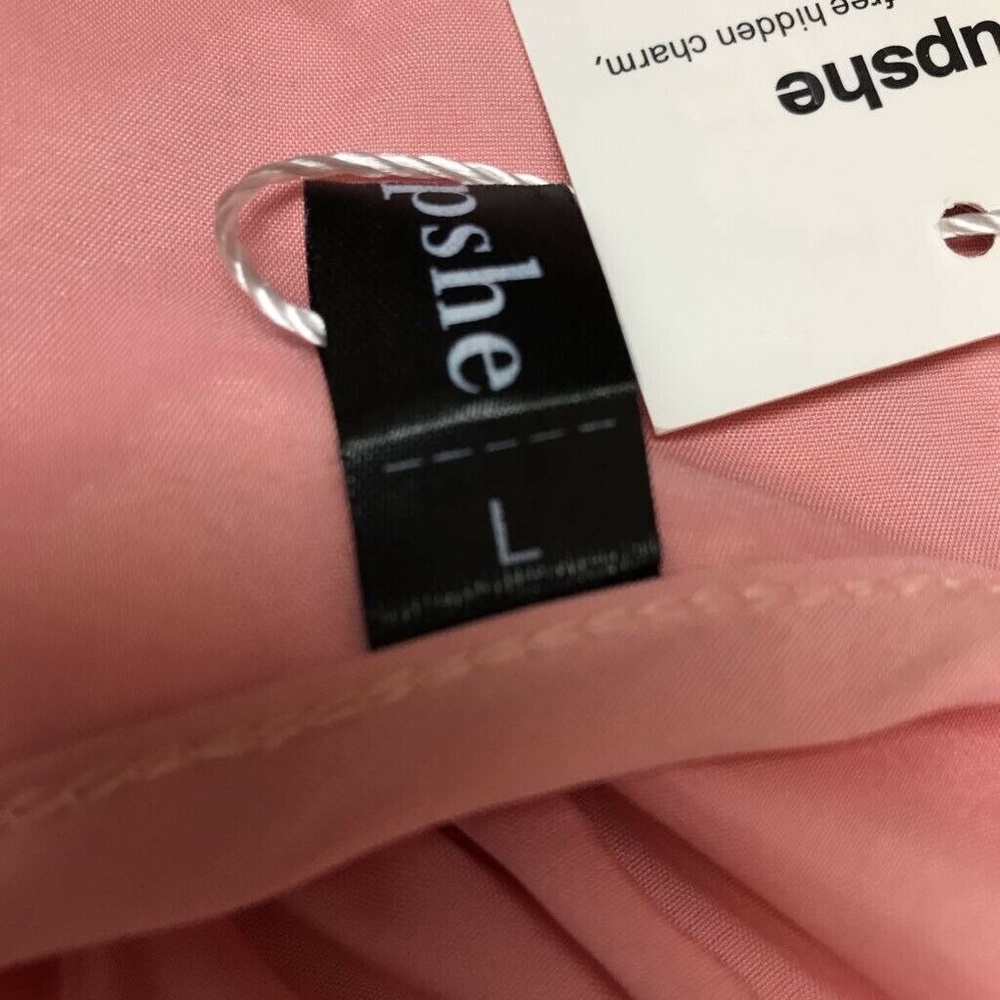 pshe
L
upshe
free hidden charm,